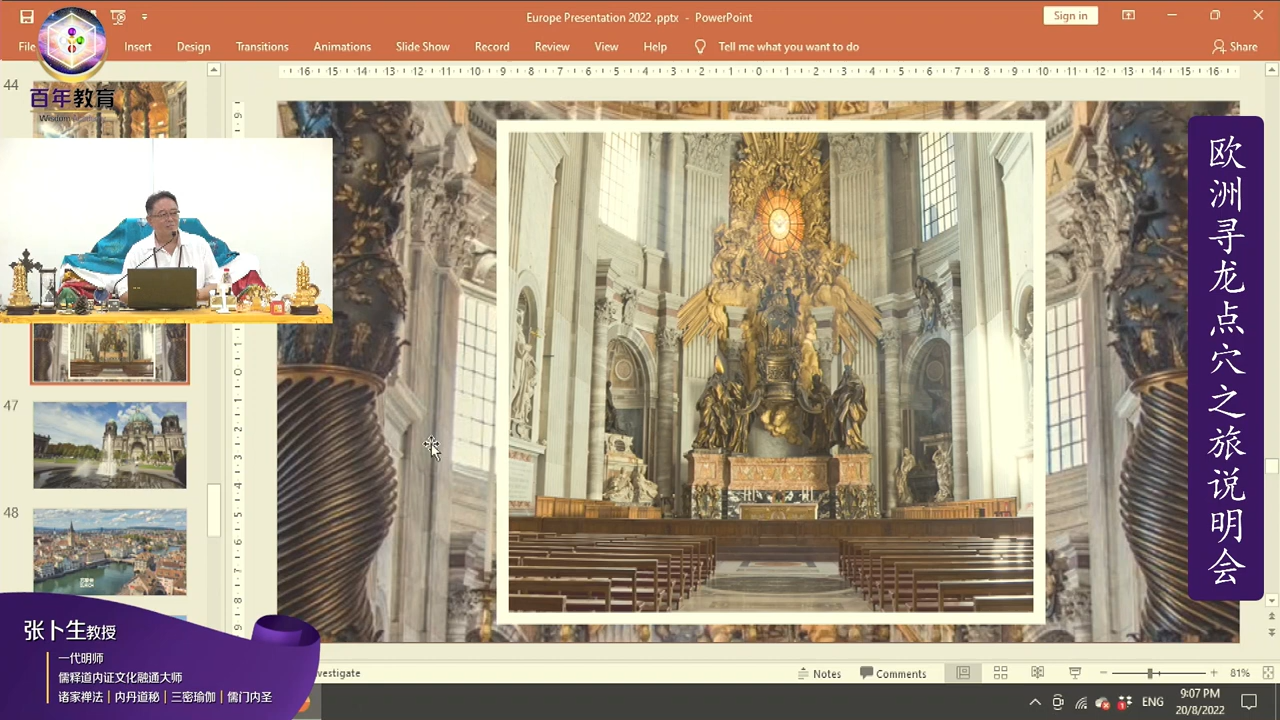 Europe Presentation 2022 .pptx - PowerPoint
Sign in
File
Insert
Design
Transitions
Animations
Slide Show
Record
Review
View
Help
Tell me what you want to do
Share
百年教育
44
47
48
欧洲寻龙点穴之旅说明会
张卜生教授
一代明师
儒释道内证文化融通大师
诸家禅法 | 内丹道秘 | 三密瑜伽 | 儒门内圣
vestigate
Notes
Comments
81%
ENG
9:07 PM
20/8/2022